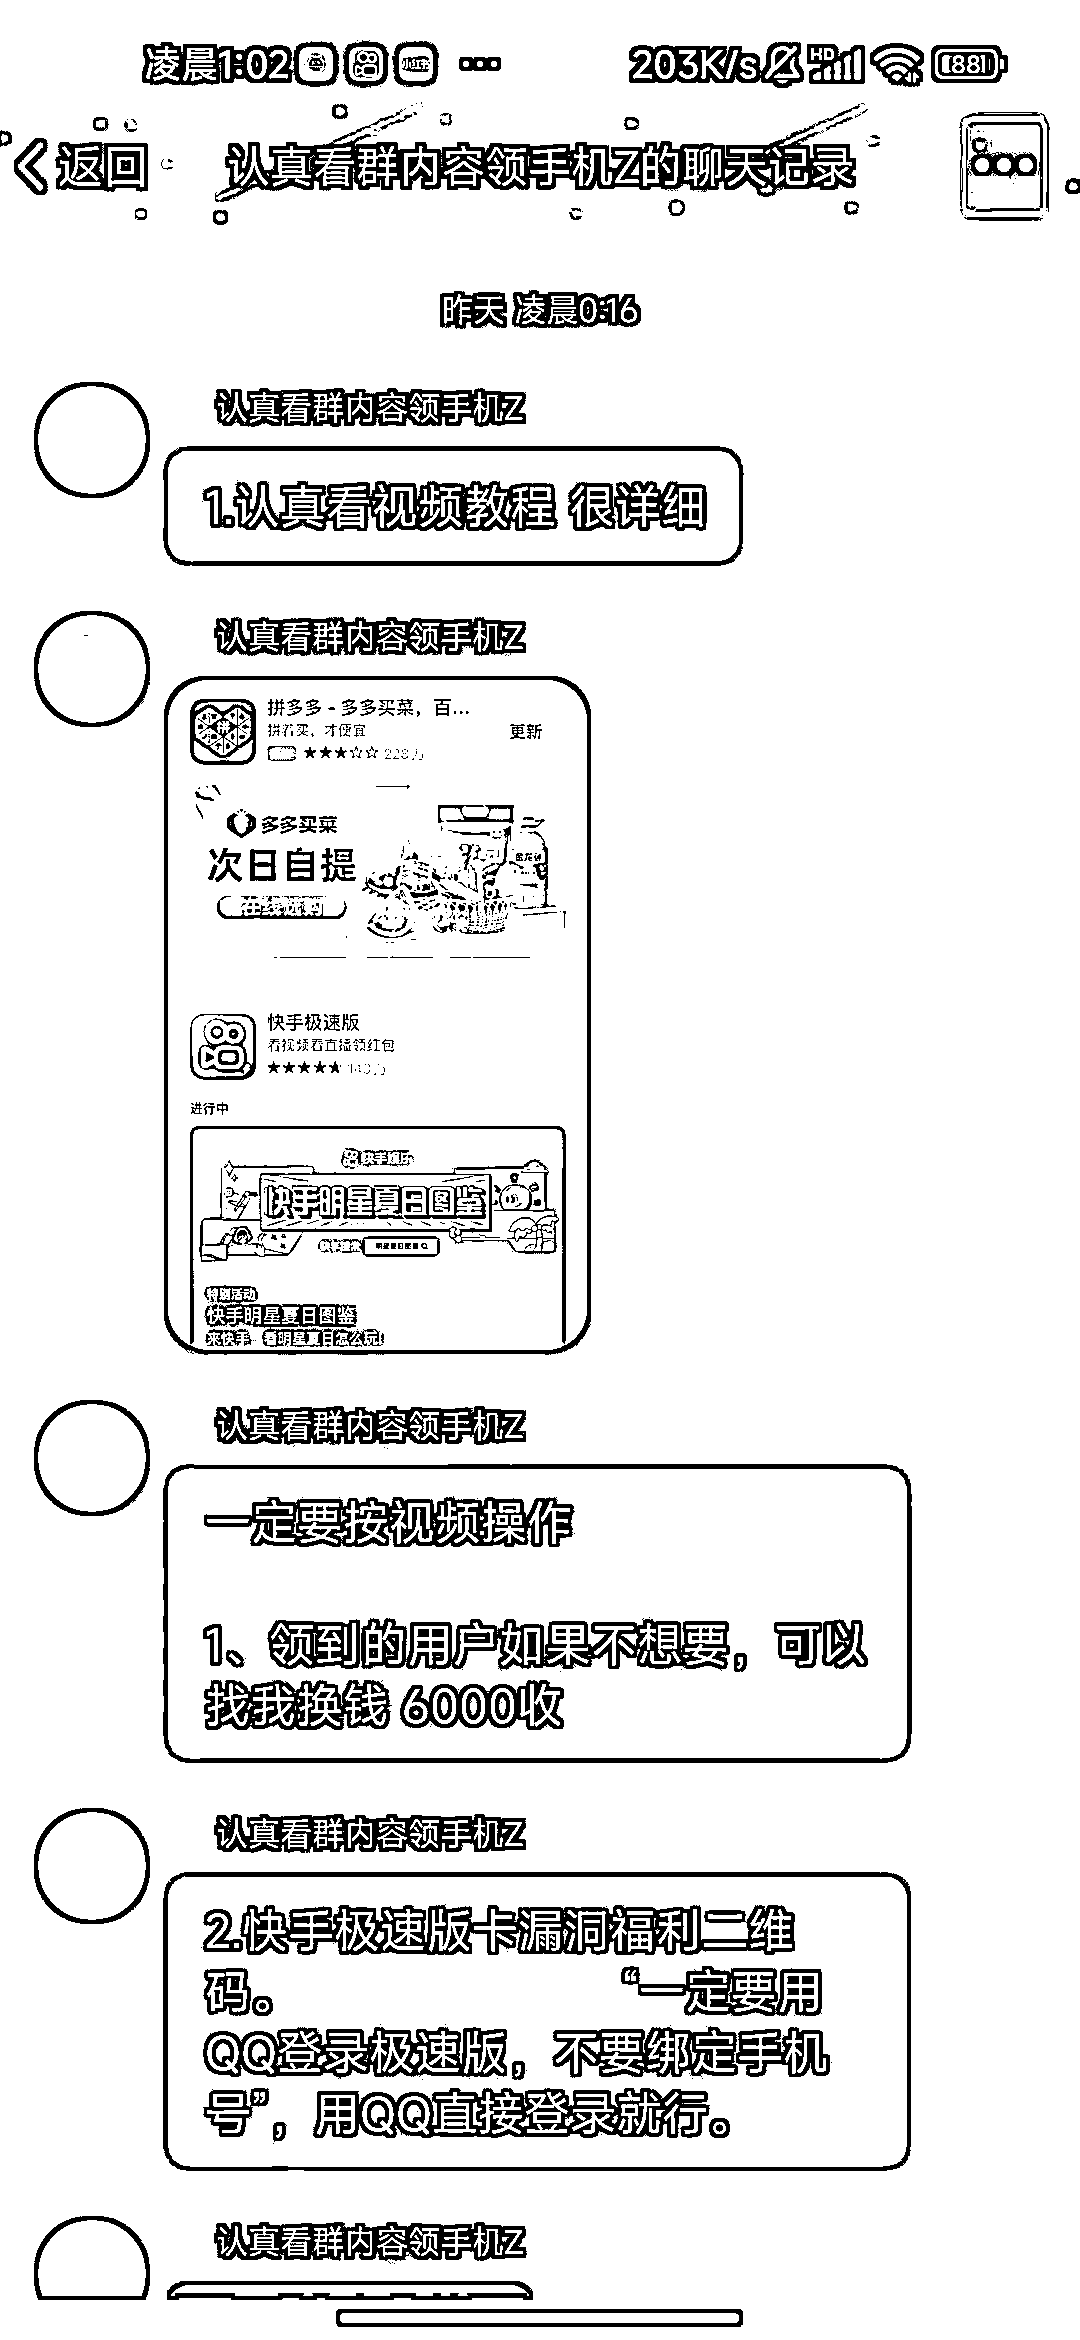 凌晨1:02 小红书 203K/s HD 88
返回 认真看群内容领手机Z的聊天记录
昨天 凌晨0:16
认真看群内容领手机Z
1.认真看视频教程 很详细
认真看群内容领手机Z
拼多多 - 多多买菜，百...
拼着买，才便宜
更新
多多买菜
次日自提
在线选购
快手极速版
看视频看直播领红包
进行中
快手明星夏日图鉴
特别活动
快手明星夏日图鉴
来快手 看明星夏日怎么玩!
认真看群内容领手机Z
一定要按视频操作
1、领到的用户如果不想要，可以
找我换钱 6000收
认真看群内容领手机Z
2.快手极速版卡漏洞福利二维
码。 “一定要用
QQ登录极速版，不要绑定手机
号”，用QQ直接登录就行。
认真看群内容领手机Z